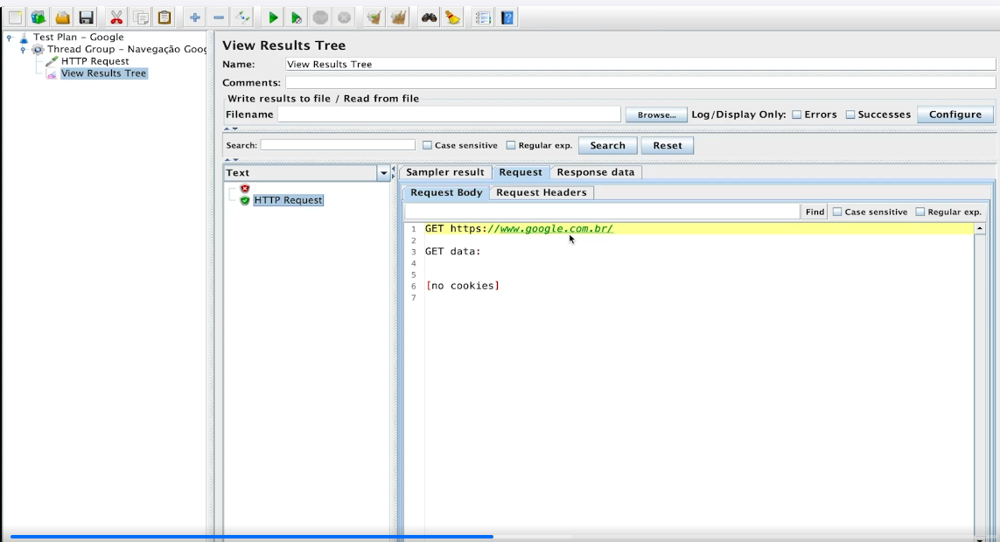 Test Plan – Google
Thread Group – Navegação Goog
HTTP Request
View Results Tree
View Results Tree
Name: View Results Tree
Comments:
Write results to file / Read from file
Filename Browse... Log/Display Only: Errors Successes Configure
Search: Case sensitive Regular exp. Search Reset
Text
HTTP Request
Sampler result Request Response data
Request Body Request Headers
Find Case sensitive Regular exp.
1 GET https://www.google.com.br/
2
3 GET data:
4
5
6 [no cookies]
7